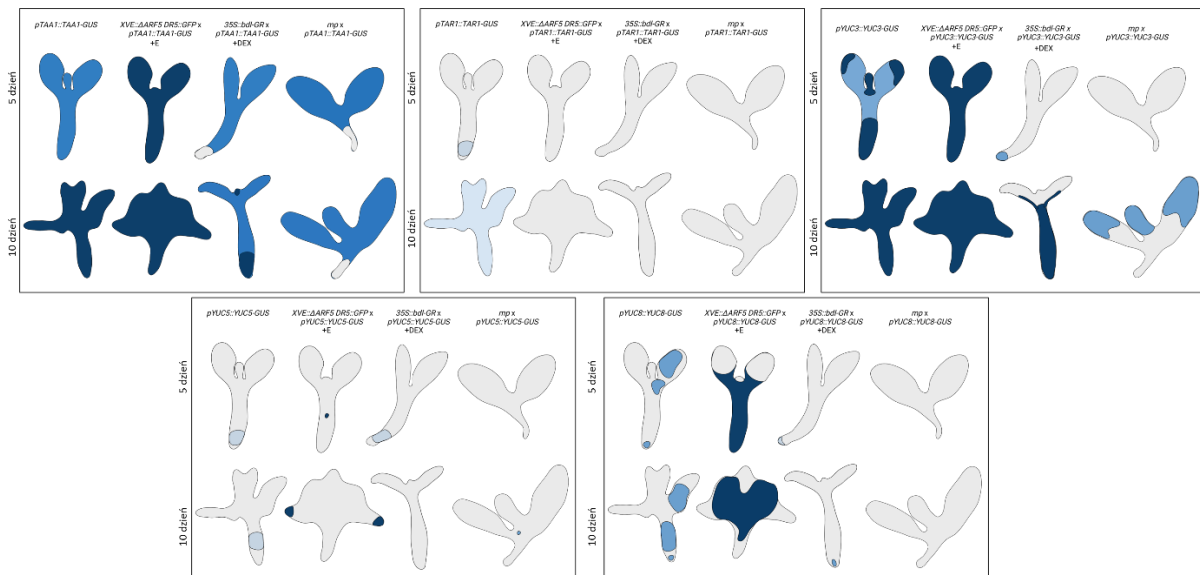 pTAA1::TAA1-GUS
XVE::ΔARF5 DR5::GFP x
pTAA1::TAA1-GUS
+E
35S::bdl-GR x
pTAA1::TAA1-GUS
+DEX
mp x
pTAA1::TAA1-GUS
5 dzień
10 dzień
pTAR1::TAR1-GUS
XVE::ΔARF5 DR5::GFP x
pTAR1::TAR1-GUS
+E
35S::bdl-GR x
pTAR1::TAR1-GUS
+DEX
mp x
pTAR1::TAR1-GUS
5 dzień
10 dzień
pYUC3::YUC3-GUS
XVE::ΔARF5 DR5::GFP x
pYUC3::YUC3-GUS
+E
35S::bdl-GR x
pYUC3::YUC3-GUS
+DEX
mp x
pYUC3::YUC3-GUS
5 dzień
10 dzień
pYUC5::YUC5-GUS
XVE::ΔARF5 DR5::GFP x
pYUC5::YUC5-GUS
+E
35S::bdl-GR x
pYUC5::YUC5-GUS
+DEX
mp x
pYUC5::YUC5-GUS
5 dzień
10 dzień
pYUC8::YUC8-GUS
XVE::ΔARF5 DR5::GFP x
pYUC8::YUC8-GUS
+E
35S::bdl-GR x
pYUC8::YUC8-GUS
+DEX
mp x
pYUC8::YUC8-GUS
5 dzień
10 dzień